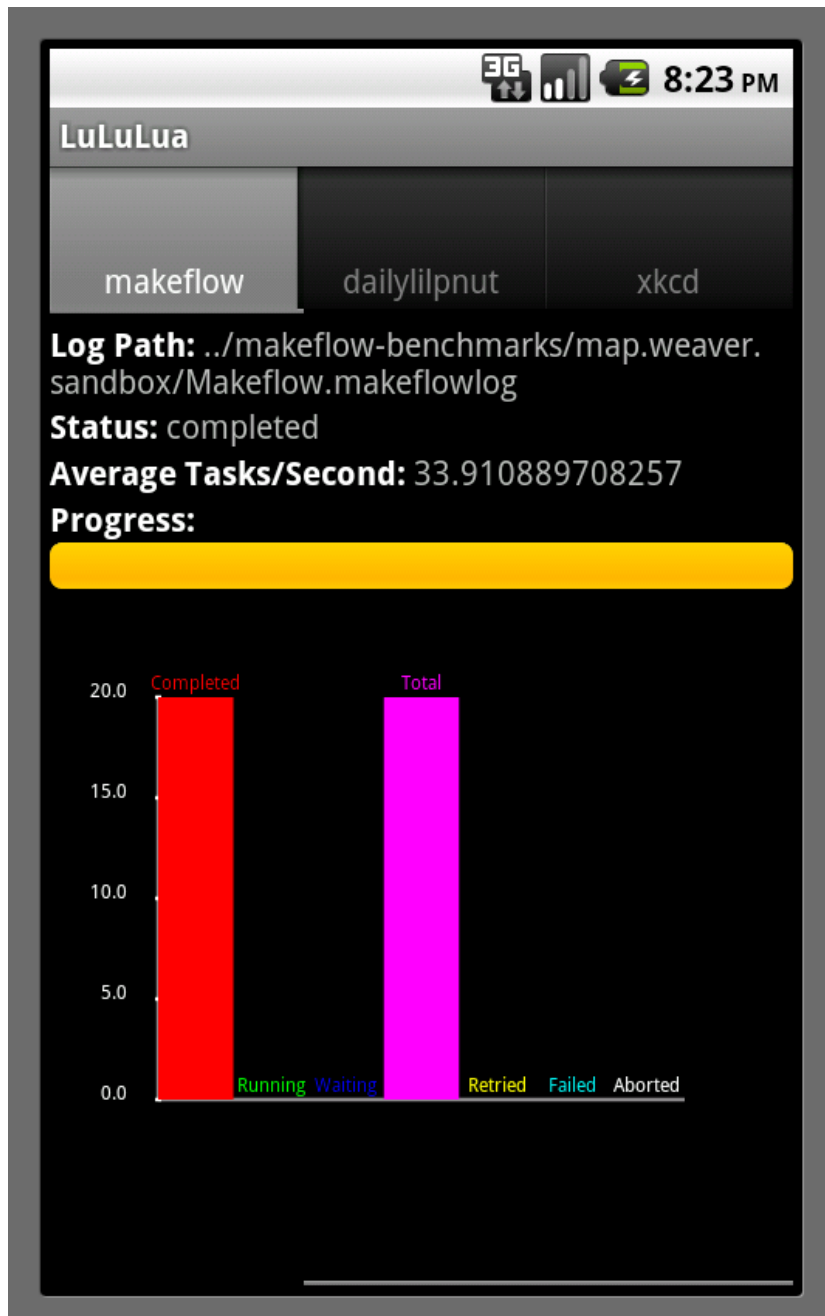 3G 8:23 PM
LuLuLua
makeflow dailylilpnut xkcd
Log Path: ../makeflow-benchmarks/map.weaver.
sandbox/Makeflow.makeflowlog
Status: completed
Average Tasks/Second: 33.910889708257
Progress:
20.0 Completed Total
15.0
10.0
5.0
0.0 Running Waiting Retried Failed Aborted